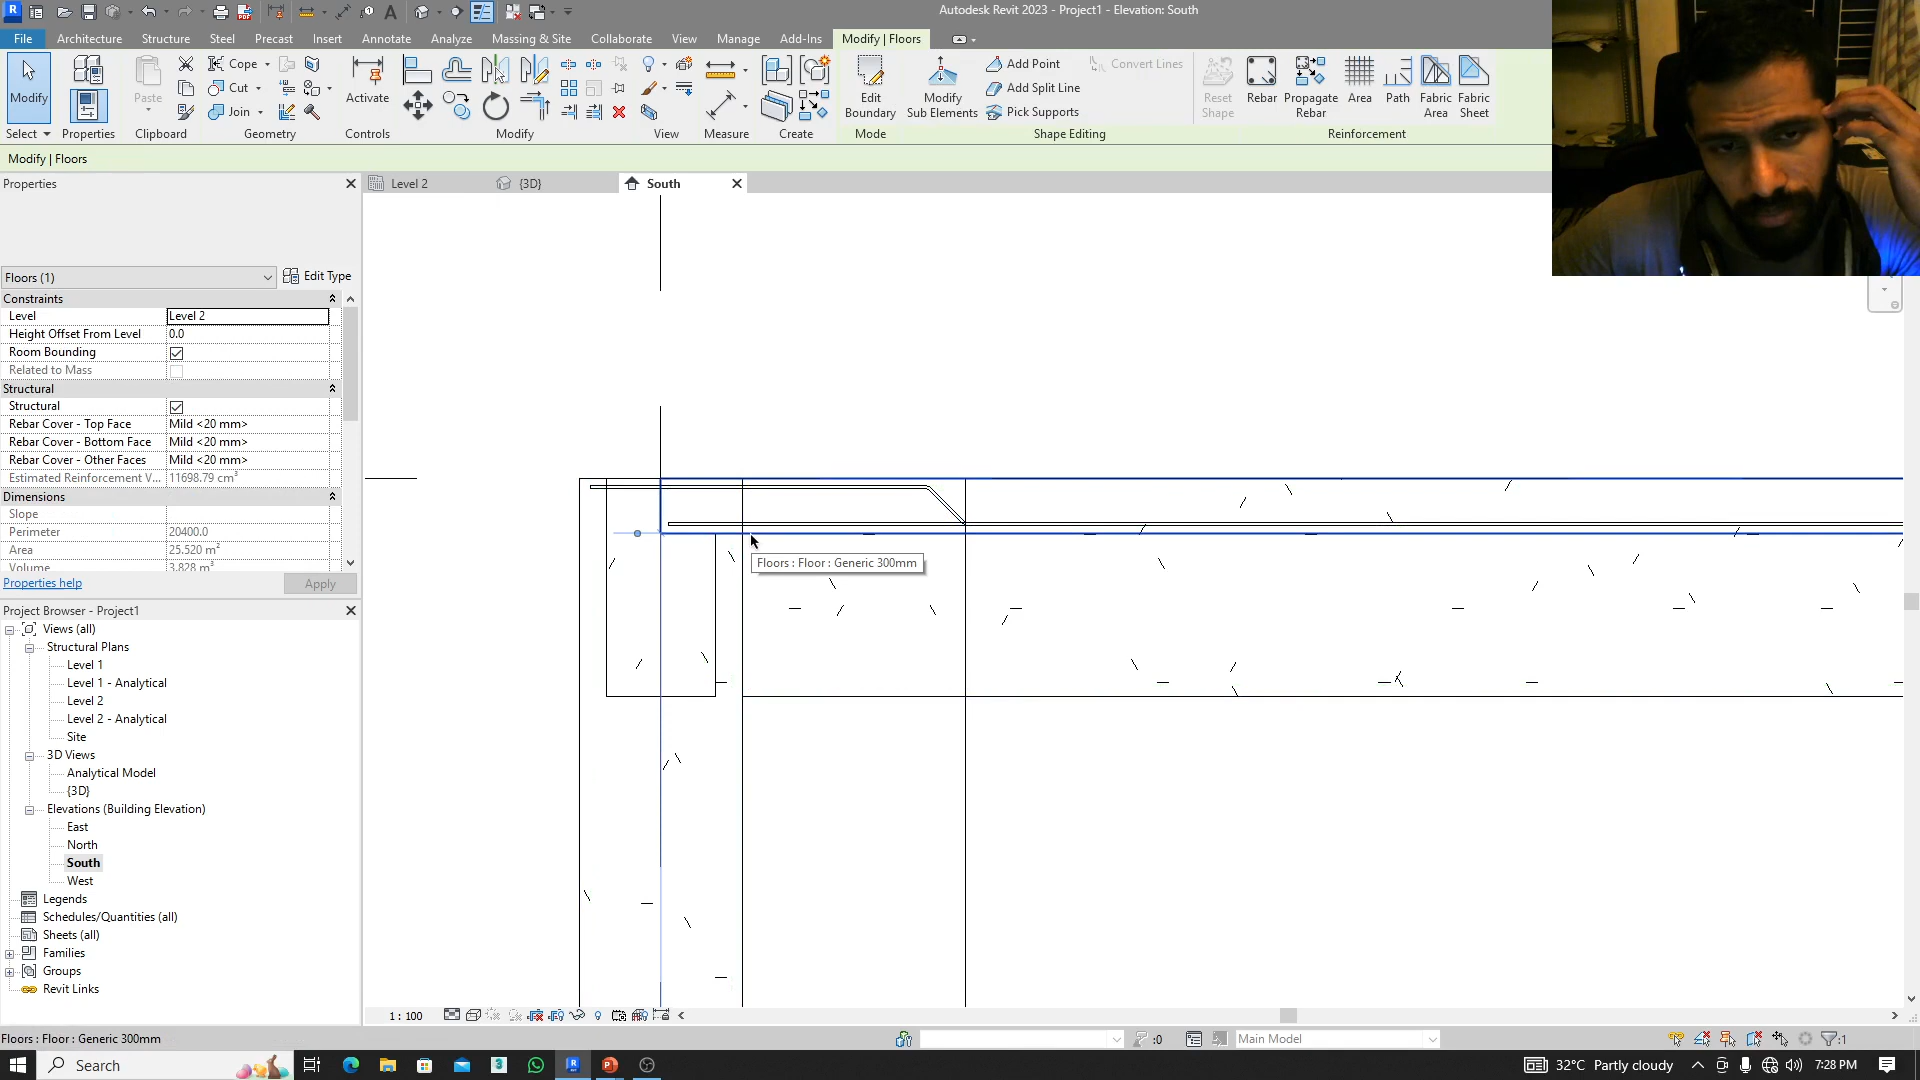 Autodesk Revit 2023 - Project1 - Elevation: South
File Architecture Structure Steel Precast Insert Annotate Analyze Massing & Site Collaborate View Manage Add-Ins Modify | Floors
Modify
Paste
Cope
Cut
Join
Activate
Edit
Boundary
Modify
Sub Elements
Add Point
Add Split Line
Pick Supports
Convert Lines
Reset
Shape
Rebar
Propagate
Rebar
Area
Path
Fabric
Area
Fabric
Sheet
Select Properties Clipboard Geometry Controls Modify View Measure Create Mode Shape Editing Reinforcement
Modify | Floors
Properties
Level 2
{3D}
South
Floors (1)
Edit Type
Constraints
Level Level 2
Height Offset From Level 0.0
Room Bounding
Related to Mass
Structural
Structural
Rebar Cover - Top Face Mild <20 mm>
Rebar Cover - Bottom Face Mild <20 mm>
Rebar Cover - Other Faces Mild <20 mm>
Estimated Reinforcement V... 11698.79 cm³
Dimensions
Slope
Perimeter 20400.0
Area 25.520 m²
Volume 3.828 m³
Properties help
Apply
Floors : Floor : Generic 300mm
Project Browser - Project1
Views (all)
Structural Plans
Level 1
Level 1 - Analytical
Level 2
Level 2 - Analytical
Site
3D Views
Analytical Model
{3D}
Elevations (Building Elevation)
East
North
South
West
Legends
Schedules/Quantities (all)
Sheets (all)
Families
Groups
Revit Links
1 : 100
Floors : Floor : Generic 300mm
:0
Main Model
:1
Search
32°C Partly cloudy
7:28 PM